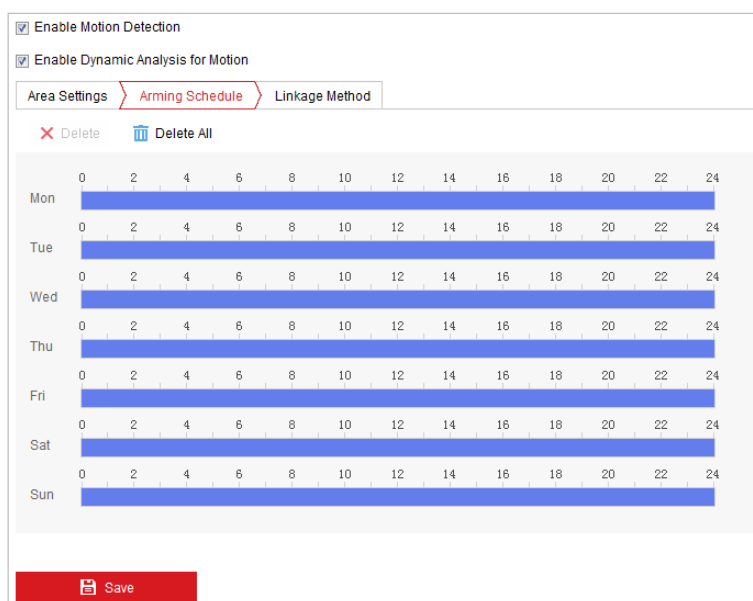 Enable Motion Detection
Enable Dynamic Analysis for Motion
Area Settings Arming Schedule Linkage Method
Delete Delete All
0 2 4 6 8 10 12 14 16 18 20 22 24
Mon
0 2 4 6 8 10 12 14 16 18 20 22 24
Tue
0 2 4 6 8 10 12 14 16 18 20 22 24
Wed
0 2 4 6 8 10 12 14 16 18 20 22 24
Thu
0 2 4 6 8 10 12 14 16 18 20 22 24
Fri
0 2 4 6 8 10 12 14 16 18 20 22 24
Sat
0 2 4 6 8 10 12 14 16 18 20 22 24
Sun
Save